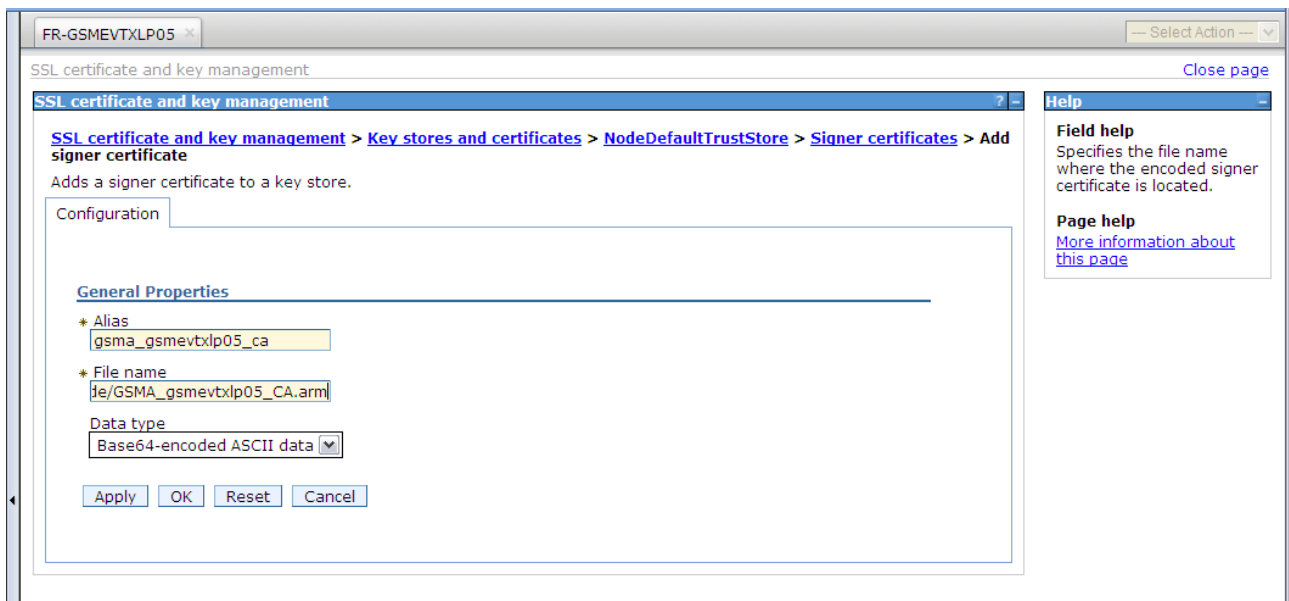 FR-GSMEVTXLP05
--- Select Action ---
SSL certificate and key management
Close page
SSL certificate and key management
? –
Help
–
SSL certificate and key management > Key stores and certificates > NodeDefaultTrustStore > Signer certificates > Add
signer certificate
Adds a signer certificate to a key store.
Configuration
General Properties
* Alias
gsma_gsmevtxlp05_ca
* File name
de/GSMA_gsmevtxlp05_CA.arm
Data type
Base64-encoded ASCII data
Apply OK Reset Cancel
Field help
Specifies the file name
where the encoded signer
certificate is located.
Page help
More information about
this page